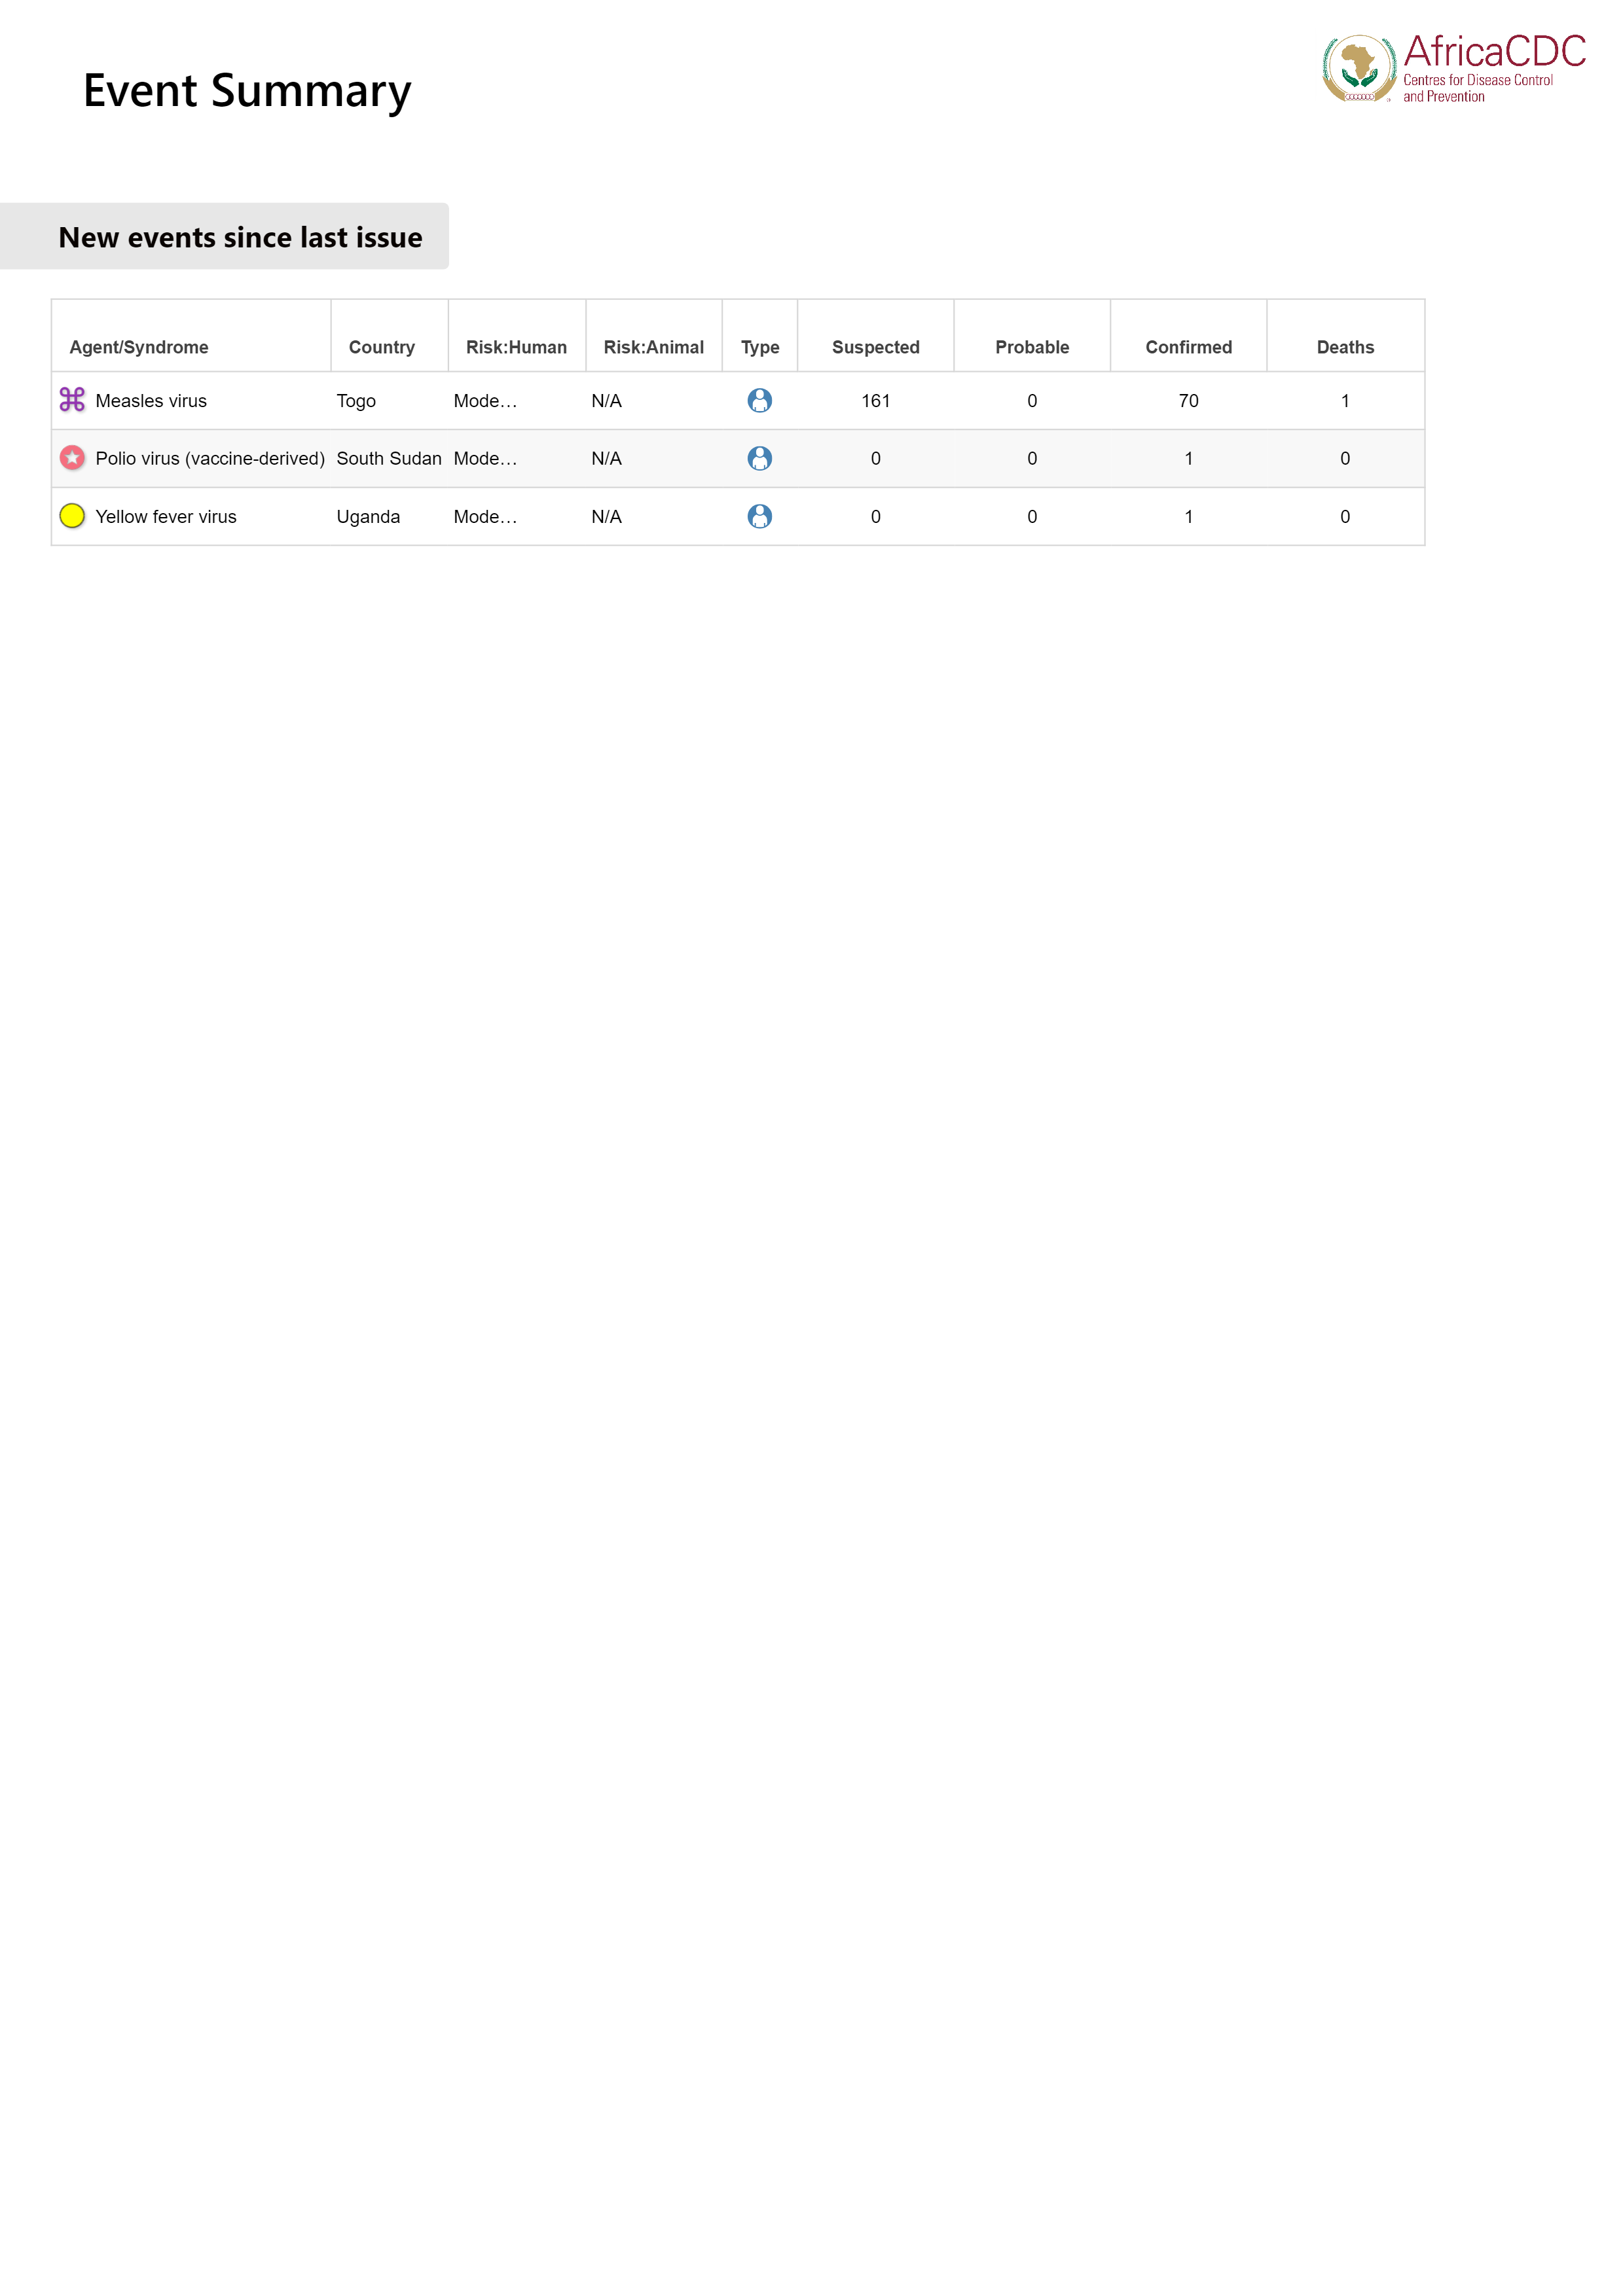 Event Summary
AfricaCDC
Centres for Disease Control
and Prevention
New events since last issue
Agent/Syndrome Country Risk:Human Risk:Animal Type Suspected Probable Confirmed Deaths
Measles virus Togo Mode... N/A 161 0 70 1
Polio virus (vaccine-derived) South Sudan Mode... N/A 0 0 1 0
Yellow fever virus Uganda Mode... N/A 0 0 1 0